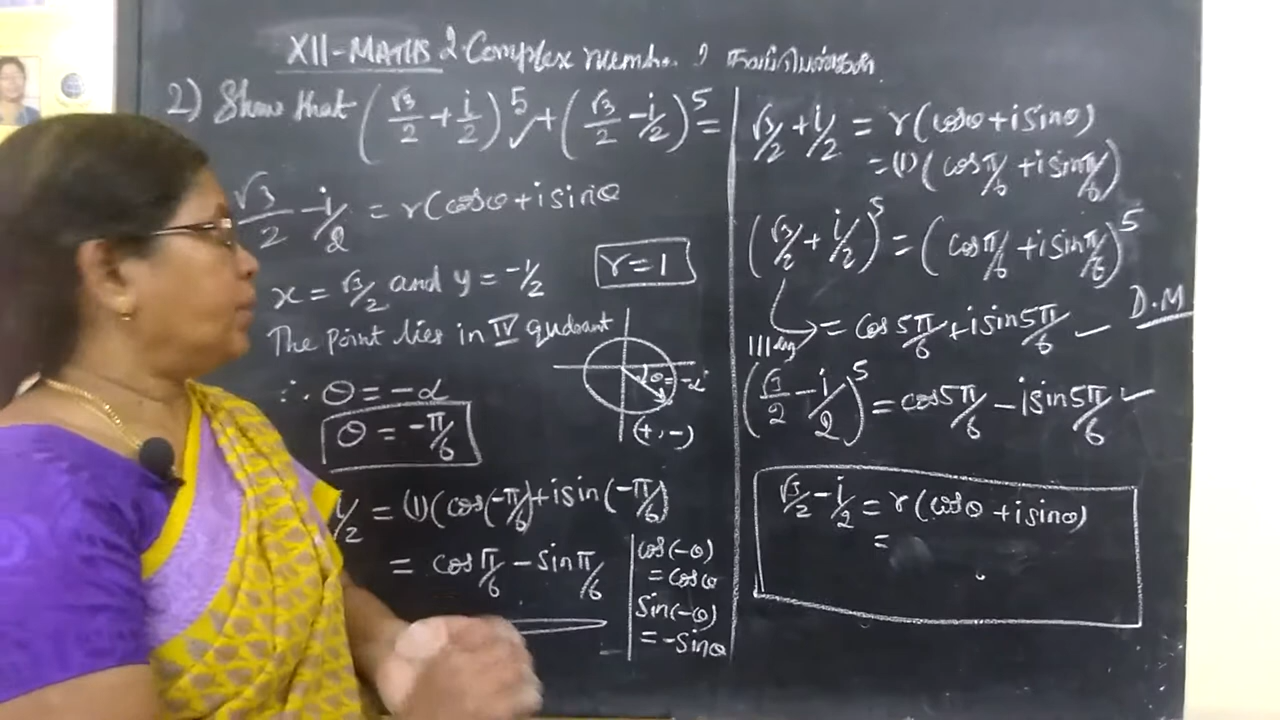 XII-MATHS 2. Complex number
2) Show that (√3/2 + i/2)^5 ✓ + (√3/2 - i/2)^5 =
√3/2 - i/2 = r(cosθ + i sinθ
x = √3/2 and y = -1/2
r = 1
The point lies in IV qudrant
∴ θ = -α
θ = -α
(+, -)
θ = -π/6
i/2 = (1)(cos(-π/6) + i sin(-π/6)
= cos π/6 - sin π/6
cos(-θ)
= cosθ
sin(-θ)
= -sinθ
√3/2 + i/2 = r(cosθ + i sinθ)
= (1)(cos π/6 + i sin π/6)
(√3/2 + i/2)^5 = (cos π/6 + i sin π/6)^5
D.M
= cos 5π/6 + i sin 5π/6
|||ly
(√3/2 - i/2)^5 = cos 5π/6 - i sin 5π/6 ✓
√3/2 - i/2 = r(cosθ + i sinθ)
=